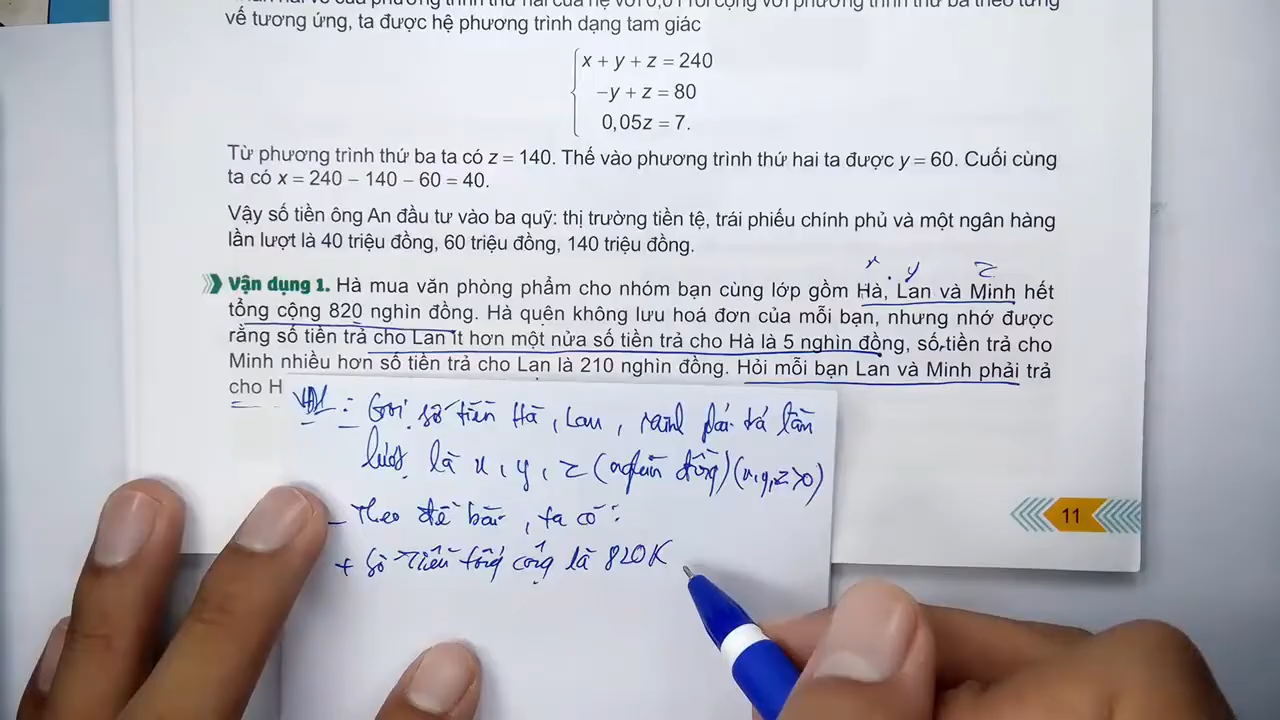 vế tương ứng, ta được hệ phương trình dạng tam giác
x + y + z = 240
−y + z = 80
0,05z = 7.
Từ phương trình thứ ba ta có z = 140. Thế vào phương trình thứ hai ta được y = 60. Cuối cùng
ta có x = 240 − 140 − 60 = 40.
Vậy số tiền ông An đầu tư vào ba quỹ: thị trường tiền tệ, trái phiếu chính phủ và một ngân hàng
lần lượt là 40 triệu đồng, 60 triệu đồng, 140 triệu đồng.
x y z
Vận dụng 1. Hà mua văn phòng phẩm cho nhóm bạn cùng lớp gồm Hà, Lan và Minh hết
tổng cộng 820 nghìn đồng. Hà quên không lưu hoá đơn của mỗi bạn, nhưng nhớ được
rằng số tiền trả cho Lan ít hơn một nửa số tiền trả cho Hà là 5 nghìn đồng, số tiền trả cho
Minh nhiều hơn số tiền trả cho Lan là 210 nghìn đồng. Hỏi mỗi bạn Lan và Minh phải trả
cho H
VD1 : Gọi số tiền Hà, Lan, Minh phải trả lần
lượt là x, y, z (nghìn đồng) (x,y,z>0)
- Theo đề bài, ta có :
+ Số tiền tổng cộng là 820K
11